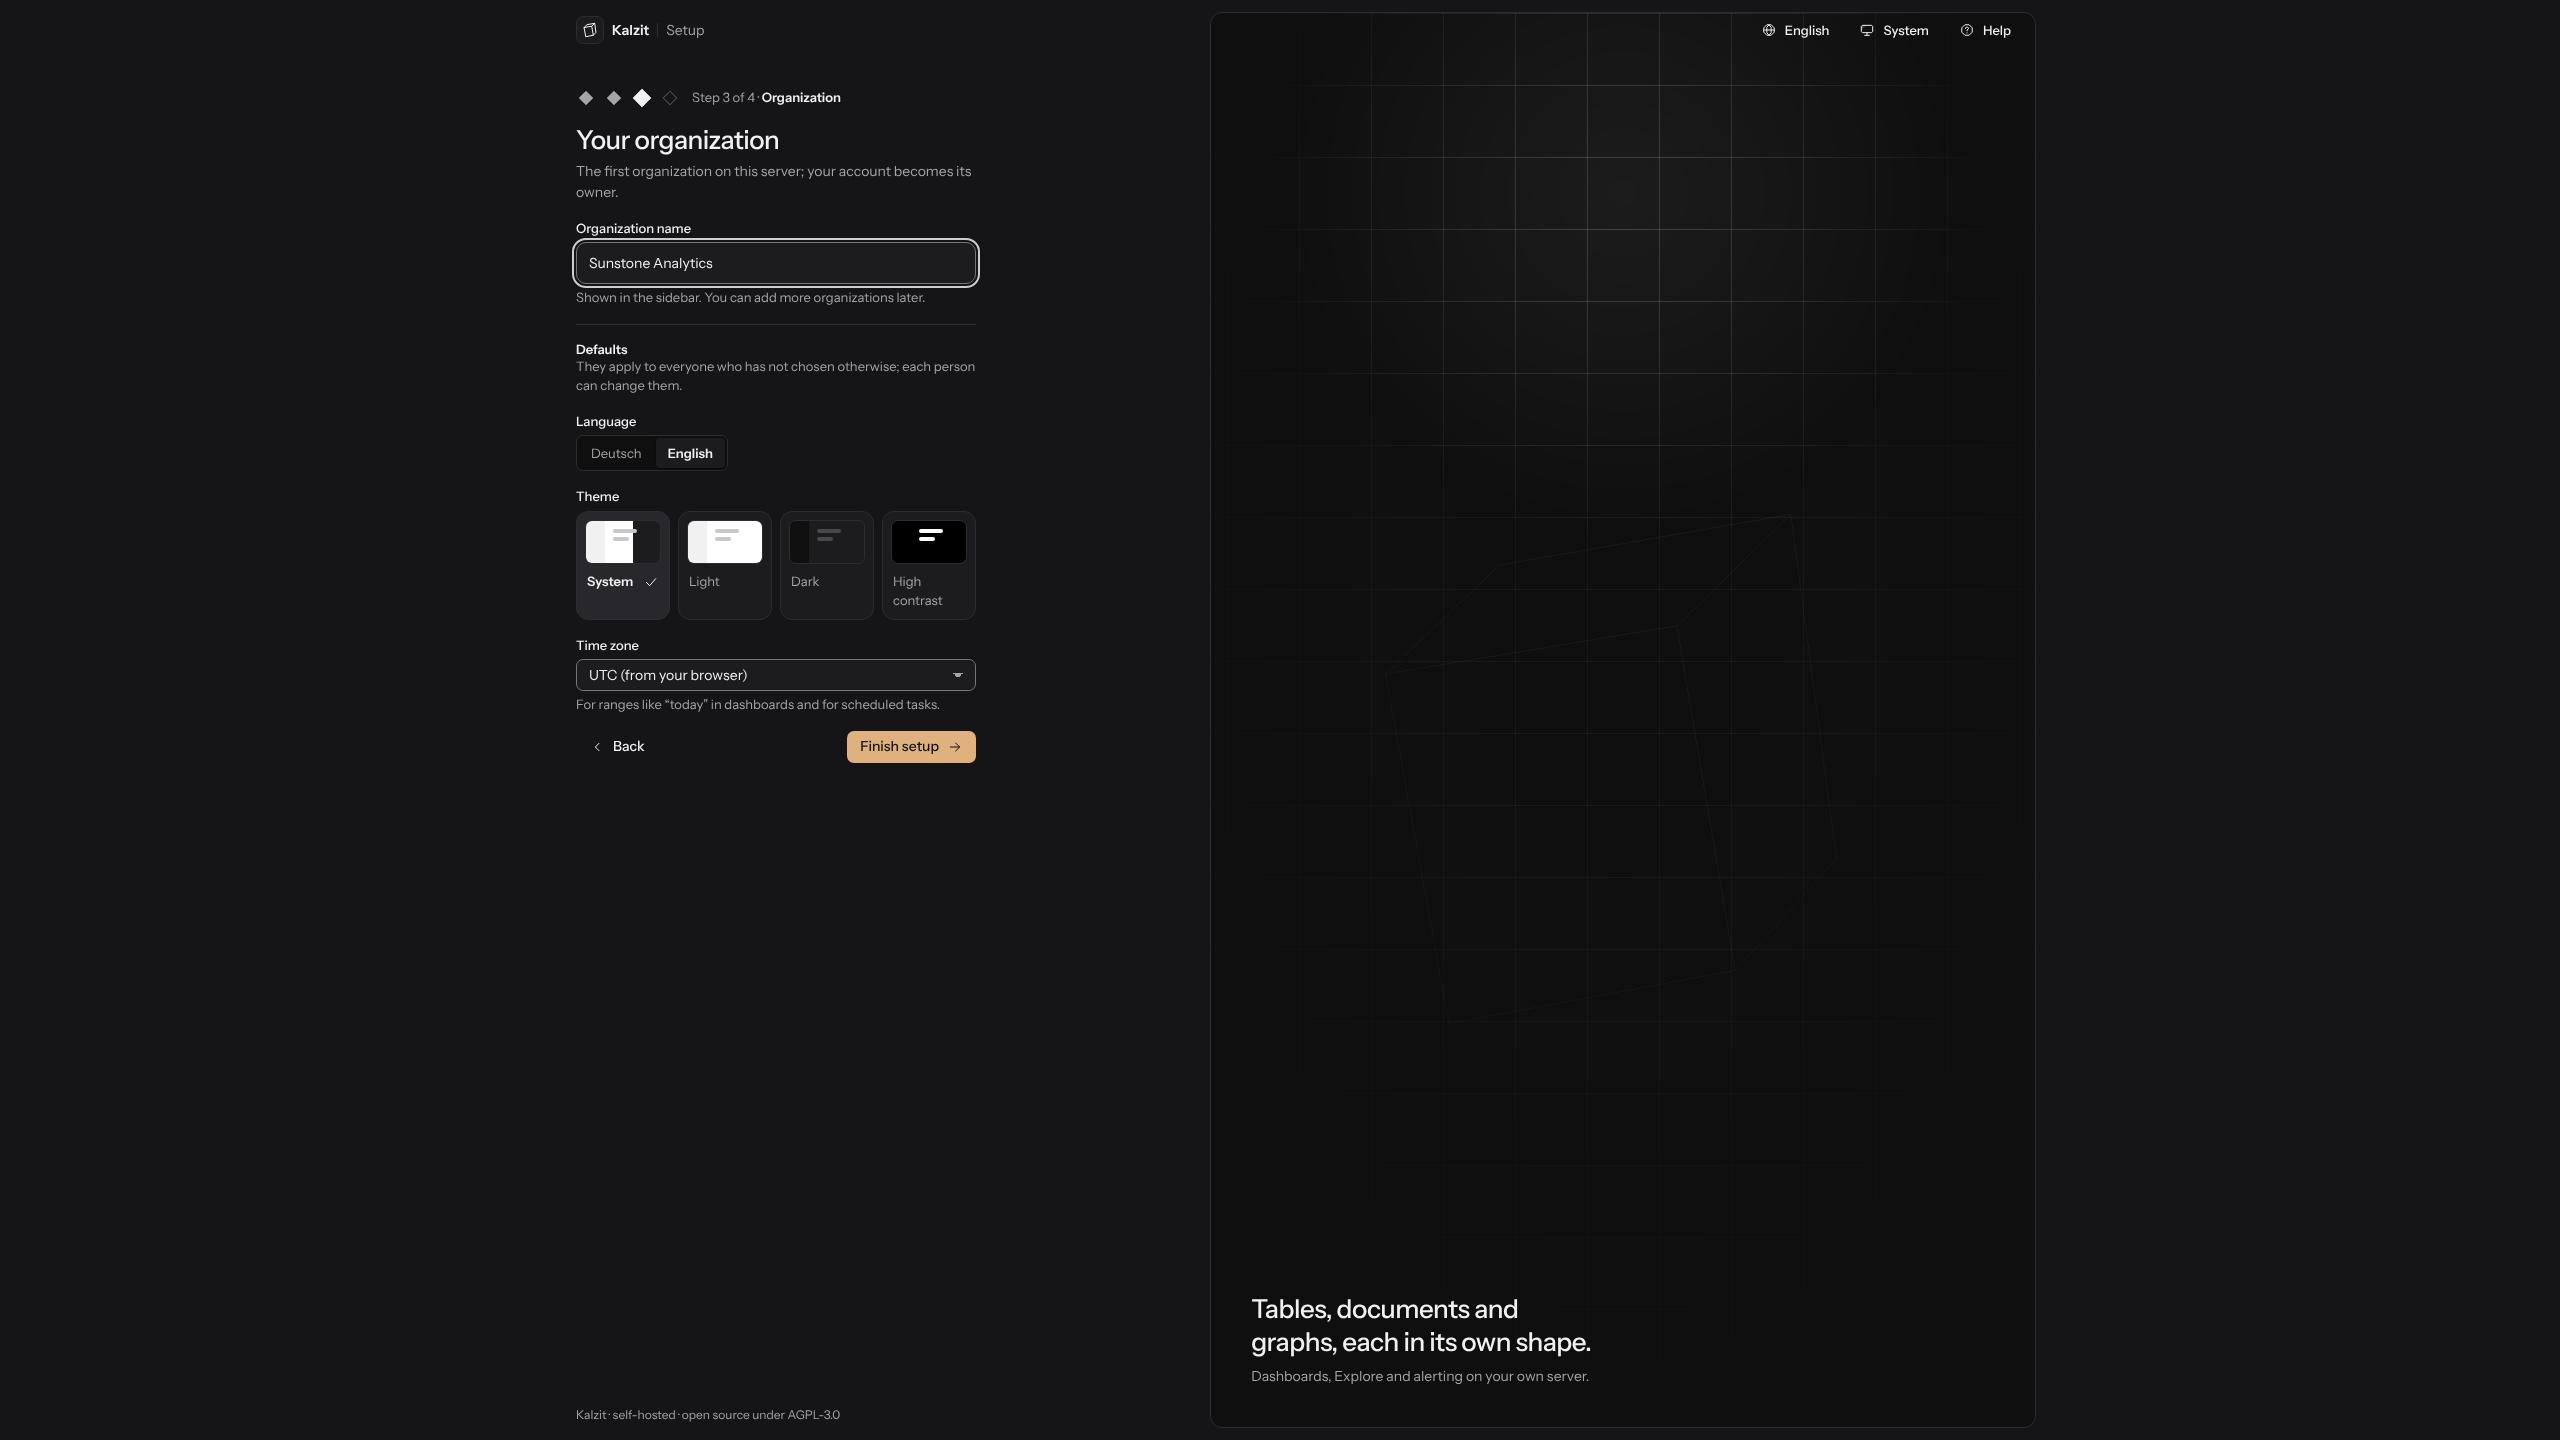 Kalzit
Setup
English
System
Help
Step 3 of 4 · Organization
Your organization
The first organization on this server; your account becomes its
owner.
Organization name
Sunstone Analytics
Shown in the sidebar. You can add more organizations later.
Defaults
They apply to everyone who has not chosen otherwise; each person
can change them.
Language
Deutsch
English
Theme
System
Light
Dark
High
contrast
Time zone
UTC (from your browser)
For ranges like “today” in dashboards and for scheduled tasks.
Back
Finish setup
Tables, documents and
graphs, each in its own shape.
Dashboards, Explore and alerting on your own server.
Kalzit · self-hosted · open source under AGPL-3.0